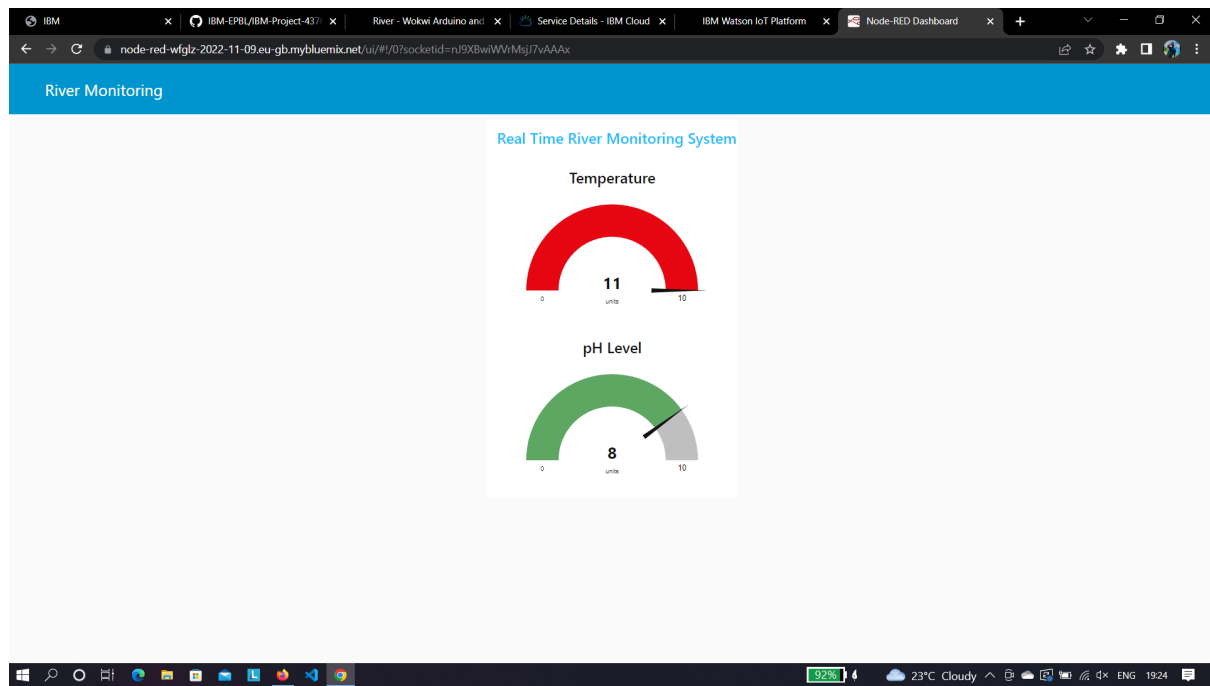 IBM
IBM-EPBL/IBM-Project-437
River - Wokwi Arduino and
Service Details - IBM Cloud
IBM Watson IoT Platform
Node-RED Dashboard
node-red-wfglz-2022-11-09.eu-gb.mybluemix.net/ui/#!/0?socketid=nJ9XBwiWVrMsjJ7vAAAx
River Monitoring
Real Time River Monitoring System
Temperature
11
units
0
10
pH Level
8
units
0
10
92%
23°C Cloudy
ENG
19:24